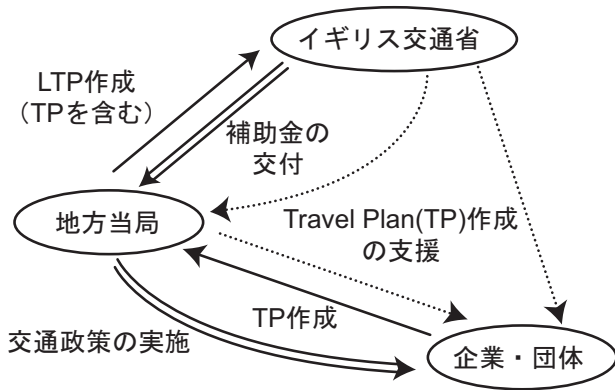 イギリス交通省
LTP作成
（TPを含む）
補助金の
交付
地方当局
Travel Plan(TP)作成
の支援
TP作成
交通政策の実施
企業・団体